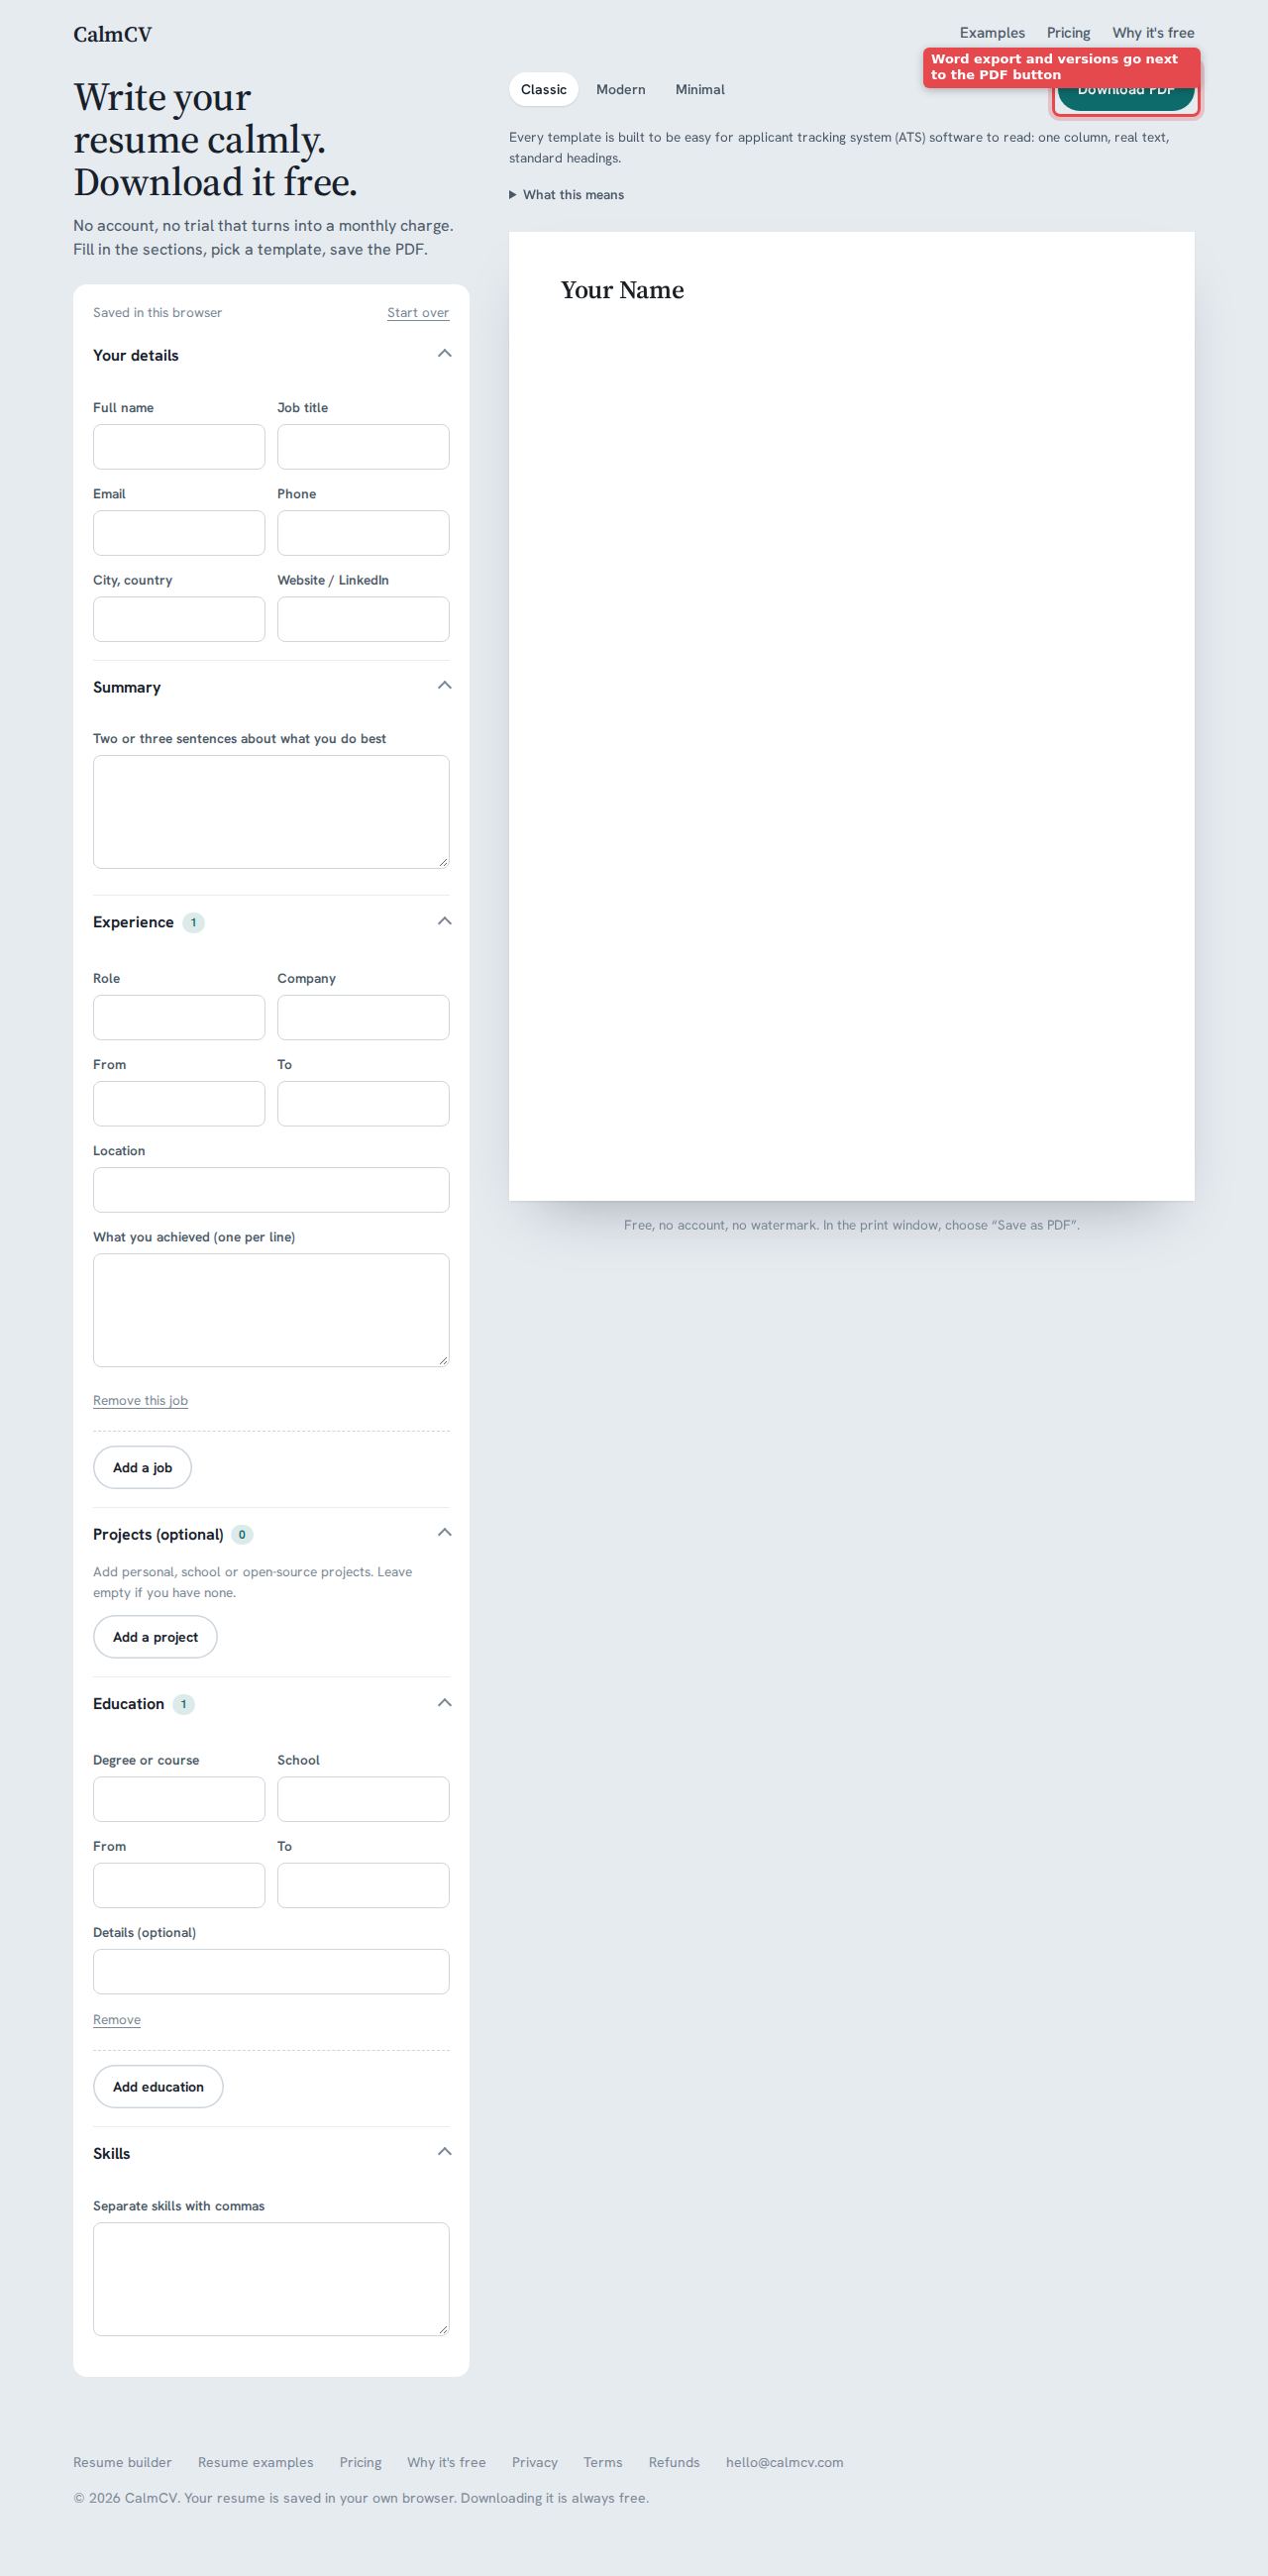 CalmCV
Examples Pricing Why it's free
Word export and versions go next
to the PDF button
Write your
resume calmly.
Download it free.
No account, no trial that turns into a monthly charge.
Fill in the sections, pick a template, save the PDF.
Classic Modern Minimal
Download PDF
Every template is built to be easy for applicant tracking system (ATS) software to read: one column, real text,
standard headings.
▶ What this means
Your Name
Free, no account, no watermark. In the print window, choose “Save as PDF”.
Saved in this browser Start over
Your details
Full name Job title
Email Phone
City, country Website / LinkedIn
Summary
Two or three sentences about what you do best
Experience 1
Role Company
From To
Location
What you achieved (one per line)
Remove this job
Add a job
Projects (optional) 0
Add personal, school or open-source projects. Leave
empty if you have none.
Add a project
Education 1
Degree or course School
From To
Details (optional)
Remove
Add education
Skills
Separate skills with commas
Resume builder Resume examples Pricing Why it's free Privacy Terms Refunds hello@calmcv.com
© 2026 CalmCV. Your resume is saved in your own browser. Downloading it is always free.